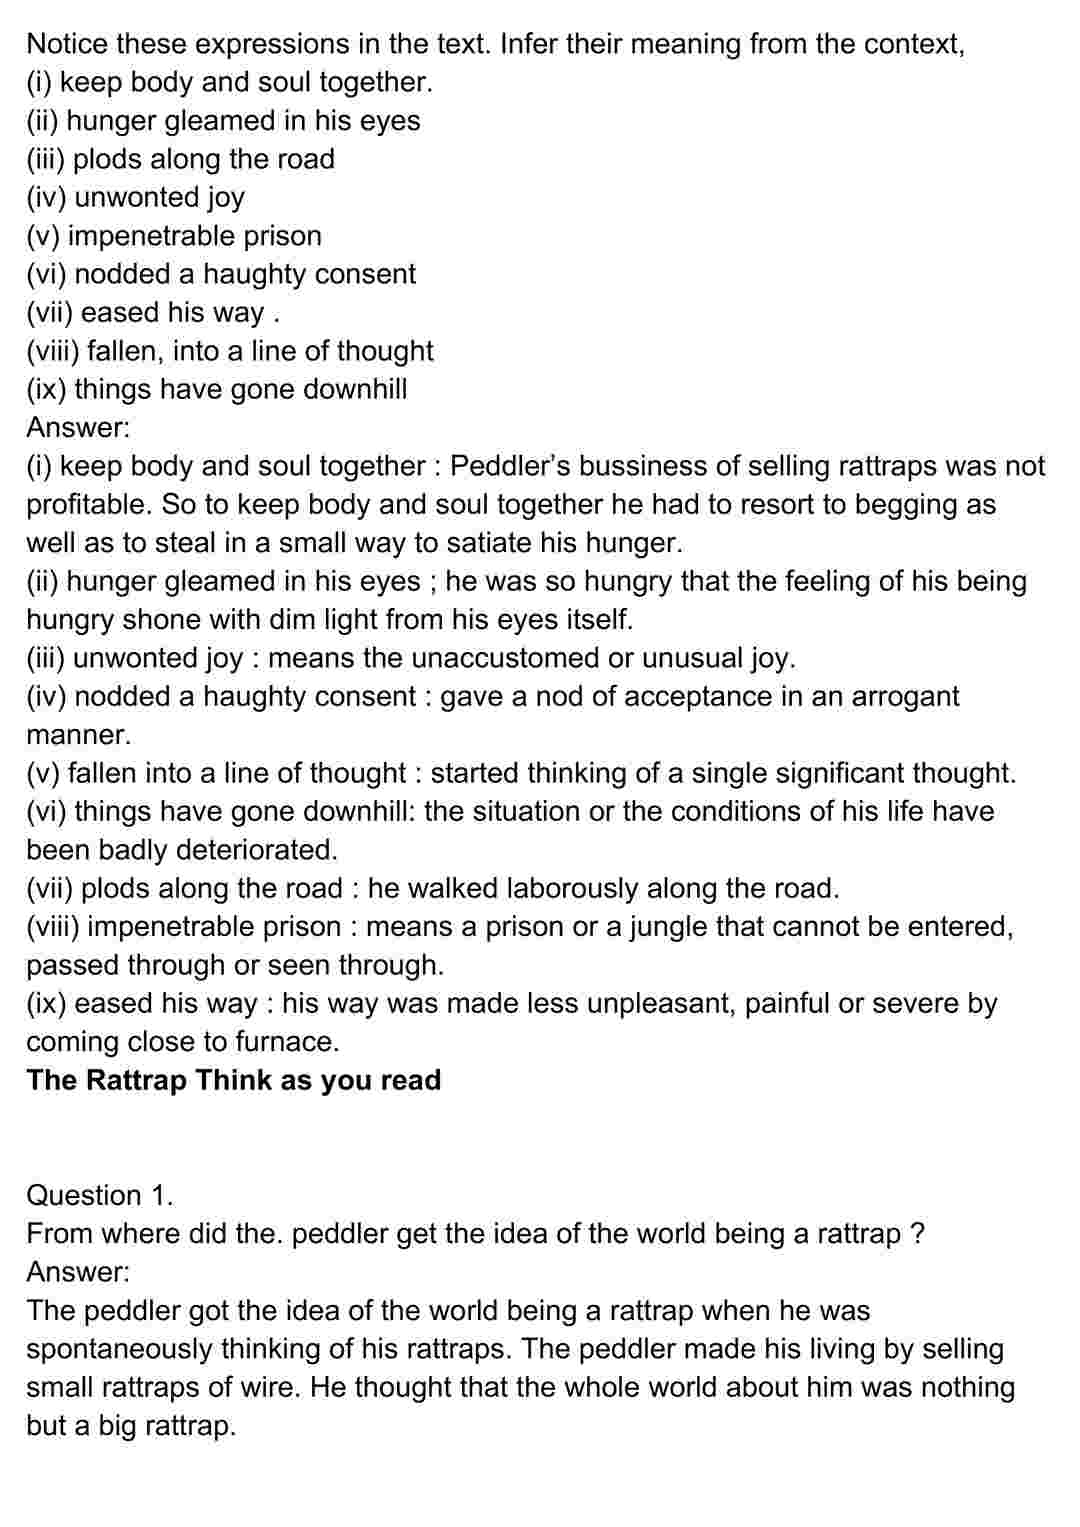 Notice these expressions in the text. Infer their meaning from the context,
(i) keep body and soul together.
(ii) hunger gleamed in his eyes
(iii) plods along the road
(iv) unwonted joy
(v) impenetrable prison
(vi) nodded a haughty consent
(vii) eased his way .
(viii) fallen, into a line of thought
(ix) things have gone downhill
Answer:
(i) keep body and soul together : Peddler’s bussiness of selling rattraps was not
profitable. So to keep body and soul together he had to resort to begging as
well as to steal in a small way to satiate his hunger.
(ii) hunger gleamed in his eyes ; he was so hungry that the feeling of his being
hungry shone with dim light from his eyes itself.
(iii) unwonted joy : means the unaccustomed or unusual joy.
(iv) nodded a haughty consent : gave a nod of acceptance in an arrogant
manner.
(v) fallen into a line of thought : started thinking of a single significant thought.
(vi) things have gone downhill: the situation or the conditions of his life have
been badly deteriorated.
(vii) plods along the road : he walked laborously along the road.
(viii) impenetrable prison : means a prison or a jungle that cannot be entered,
passed through or seen through.
(ix) eased his way : his way was made less unpleasant, painful or severe by
coming close to furnace.
The Rattrap Think as you read
Question 1.
From where did the. peddler get the idea of the world being a rattrap ?
Answer:
The peddler got the idea of the world being a rattrap when he was
spontaneously thinking of his rattraps. The peddler made his living by selling
small rattraps of wire. He thought that the whole world about him was nothing
but a big rattrap.